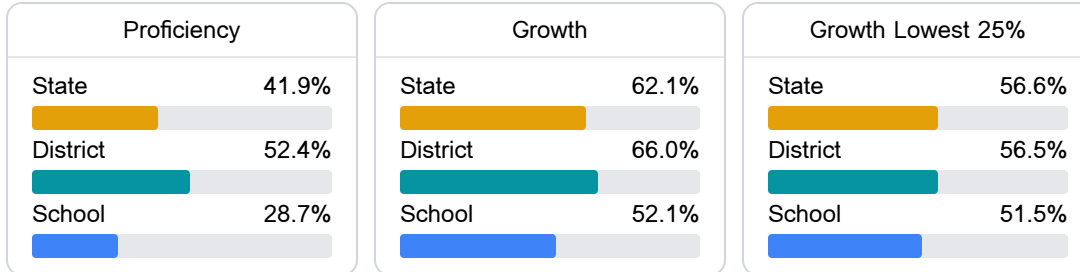 Proficiency
State 41.9%
District 52.4%
School 28.7%
Growth
State 62.1%
District 66.0%
School 52.1%
Growth Lowest 25%
State 56.6%
District 56.5%
School 51.5%